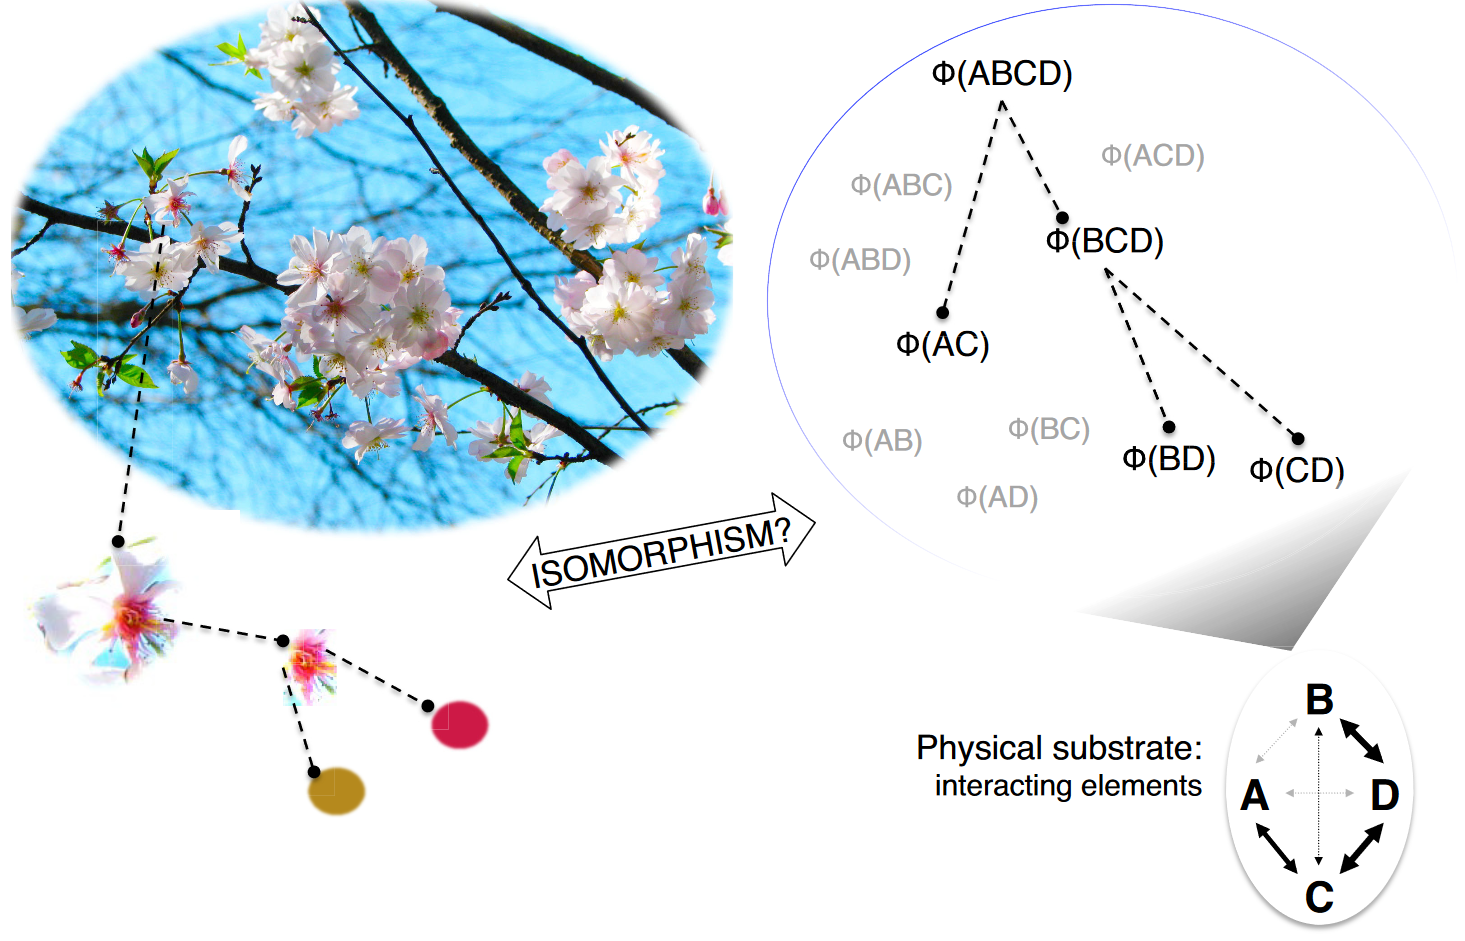 Φ(ABCD)
Φ(ACD)
Φ(ABC)
Φ(BCD)
Φ(ABD)
Φ(AC)
Φ(BC)
Φ(AB)
Φ(BD)
Φ(CD)
Φ(AD)
ISOMORPHISM?
B
Physical substrate:
interacting elements
A
D
C